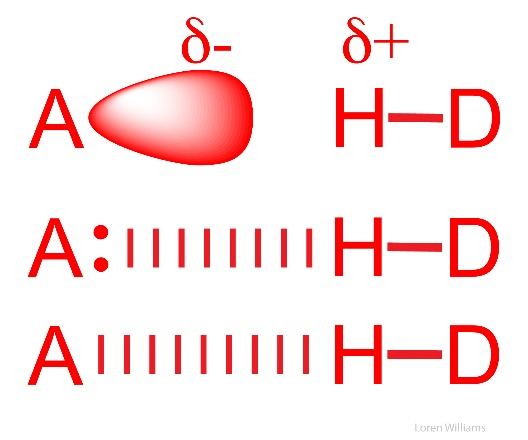 δ- δ+
A H D
A : H D
A H D
Loren Williams